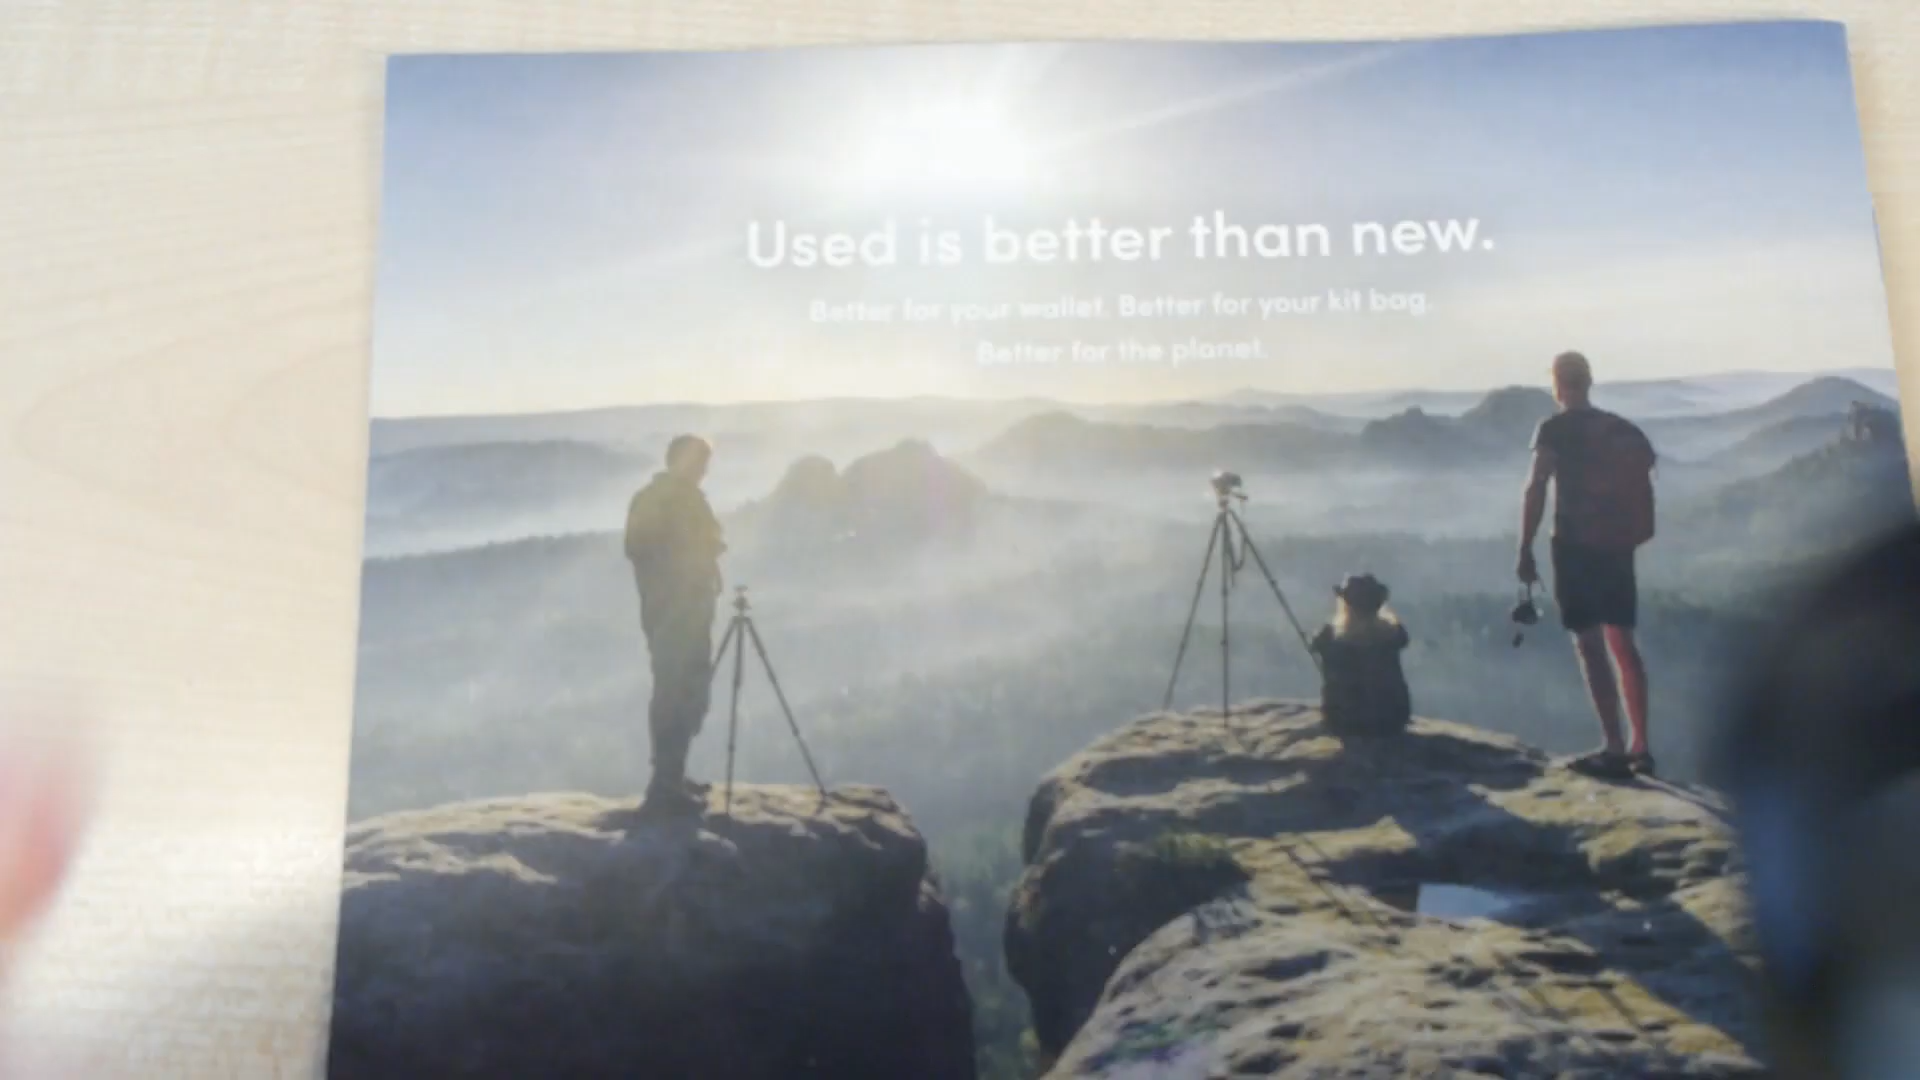 Used is better than new.
Better for your wallet. Better for your kit bag.
Better for the planet.